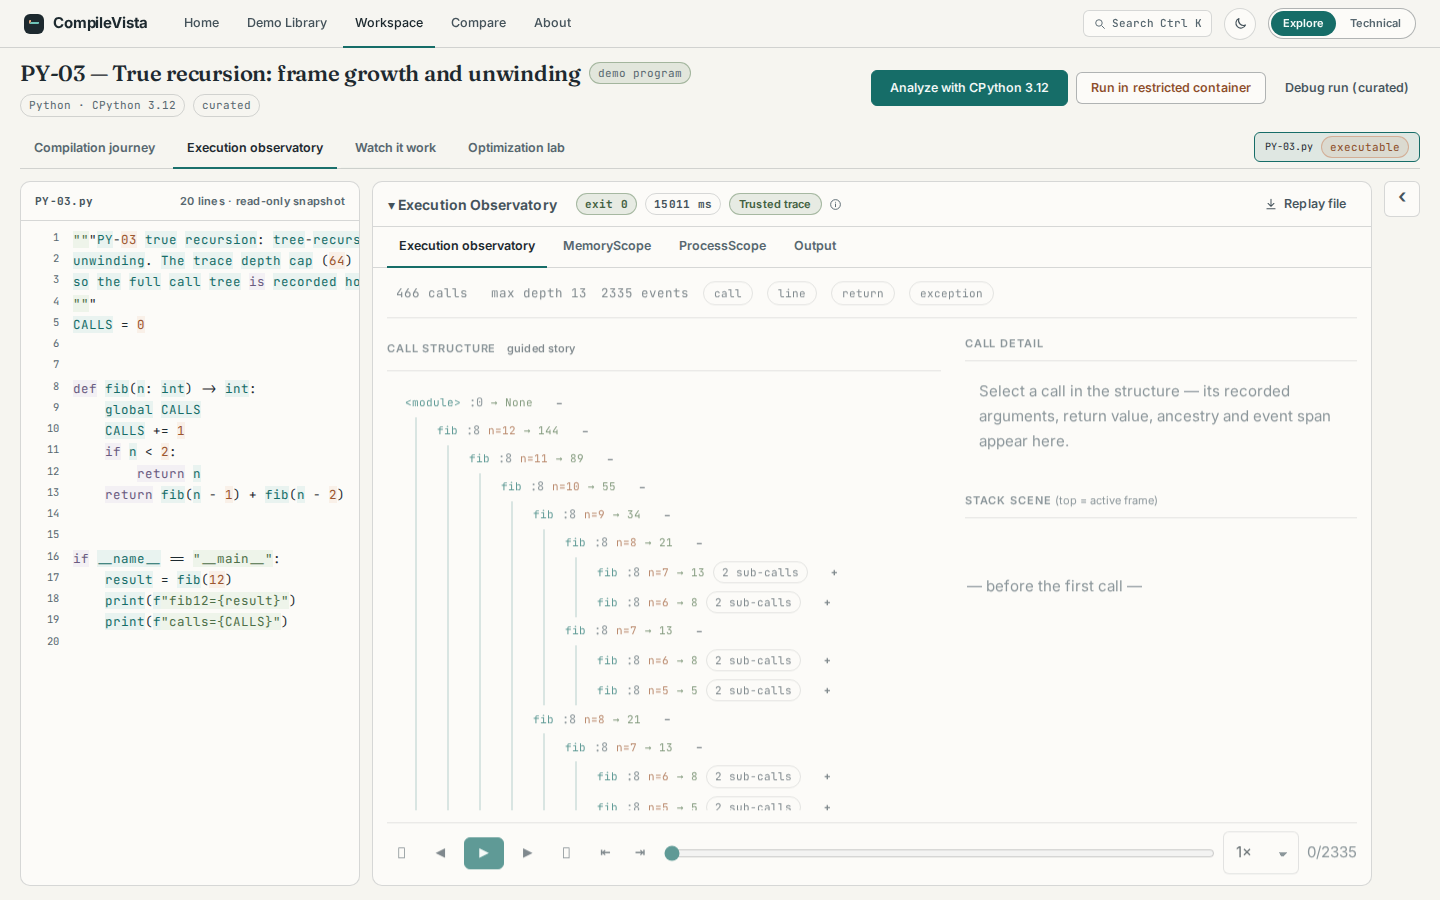 CompileVista
Home
Demo Library
Workspace
Compare
About
Search Ctrl K
Explore
Technical
PY-03 — True recursion: frame growth and unwinding
demo program
Python · CPython 3.12
curated
Analyze with CPython 3.12
Run in restricted container
Debug run (curated)
Compilation journey
Execution observatory
Watch it work
Optimization lab
PY-03.py
executable
PY-03.py
20 lines · read-only snapshot
1 """PY-03 true recursion: tree-recurs
2 unwinding. The trace depth cap (64)
3 so the full call tree is recorded ho
4 """
5 CALLS = 0
6
7
8 def fib(n: int) -> int:
9 global CALLS
10 CALLS += 1
11 if n < 2:
12 return n
13 return fib(n - 1) + fib(n - 2)
14
15
16 if __name__ == "__main__":
17 result = fib(12)
18 print(f"fib12={result}")
19 print(f"calls={CALLS}")
20
▾ Execution Observatory
exit 0
15011 ms
Trusted trace
Replay file
Execution observatory
MemoryScope
ProcessScope
Output
466 calls
max depth 13
2335 events
call
line
return
exception
CALL STRUCTURE guided story
<module> :0 → None −
fib :8 n=12 → 144 −
fib :8 n=11 → 89 −
fib :8 n=10 → 55 −
fib :8 n=9 → 34 −
fib :8 n=8 → 21 −
fib :8 n=7 → 13 2 sub-calls +
fib :8 n=6 → 8 2 sub-calls +
fib :8 n=7 → 13 −
fib :8 n=6 → 8 2 sub-calls +
fib :8 n=5 → 5 2 sub-calls +
fib :8 n=8 → 21 −
fib :8 n=7 → 13 −
fib :8 n=6 → 8 2 sub-calls +
fib :8 n=5 → 5 2 sub-calls +
CALL DETAIL
Select a call in the structure — its recorded
arguments, return value, ancestry and event span
appear here.
STACK SCENE (top = active frame)
— before the first call —
1×
0/2335